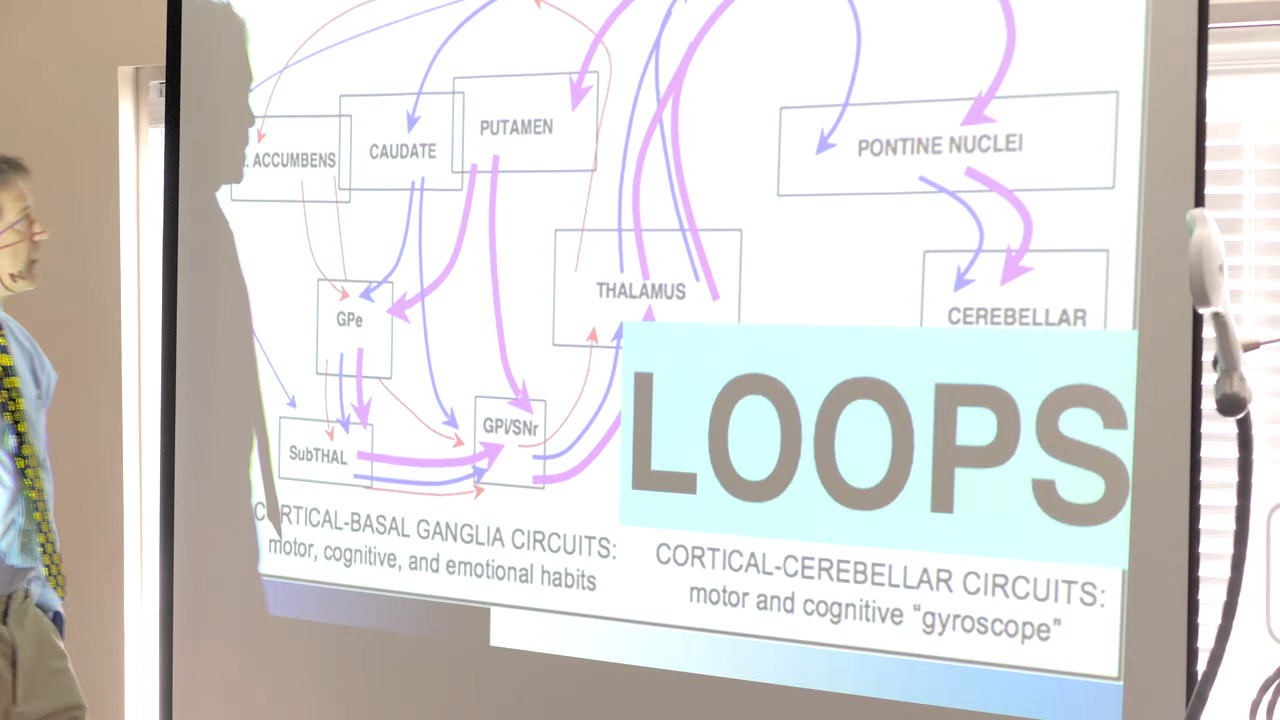 ACCUMBENS
CAUDATE
PUTAMEN
PONTINE NUCLEI
THALAMUS
GPe
CEREBELLAR
LOOPS
GPi/SNr
SubTHAL
CORTICAL-BASAL GANGLIA CIRCUITS:
motor, cognitive, and emotional habits
CORTICAL-CEREBELLAR CIRCUITS:
motor and cognitive “gyroscope”